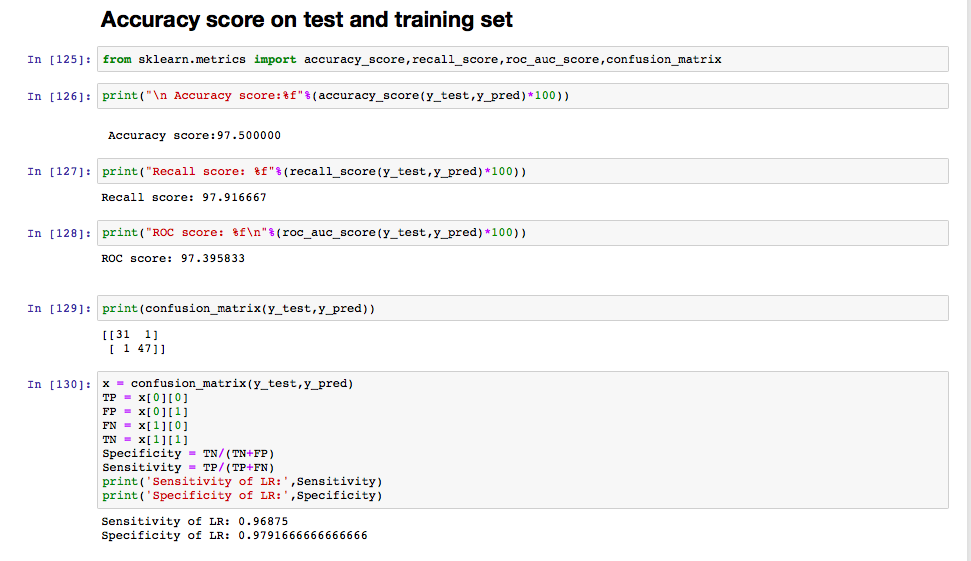 Accuracy score on test and training set
In [125]: from sklearn.metrics import accuracy_score,recall_score,roc_auc_score,confusion_matrix
In [126]: print("\n Accuracy score:%f"%(accuracy_score(y_test,y_pred)*100))
Accuracy score:97.500000
In [127]: print("Recall score: %f"%(recall_score(y_test,y_pred)*100))
Recall score: 97.916667
In [128]: print("ROC score: %f\n"%(roc_auc_score(y_test,y_pred)*100))
ROC score: 97.395833
In [129]: print(confusion_matrix(y_test,y_pred))
[[31  1]
 [ 1 47]]
In [130]: x = confusion_matrix(y_test,y_pred)
TP = x[0][0]
FP = x[0][1]
FN = x[1][0]
TN = x[1][1]
Specificity = TN/(TN+FP)
Sensitivity = TP/(TP+FN)
print('Sensitivity of LR:',Sensitivity)
print('Specificity of LR:',Specificity)
Sensitivity of LR: 0.96875
Specificity of LR: 0.9791666666666666